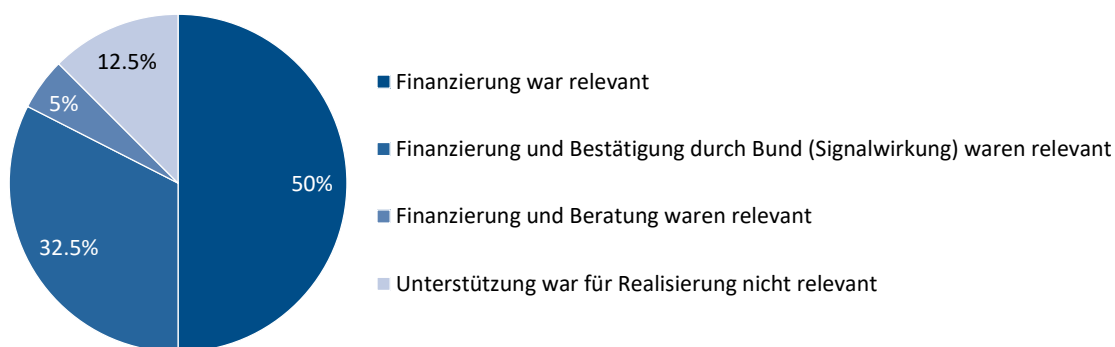 12.5%
5%
50%
32.5%
Finanzierung war relevant
Finanzierung und Bestätigung durch Bund (Signalwirkung) waren relevant
Finanzierung und Beratung waren relevant
Unterstützung war für Realisierung nicht relevant